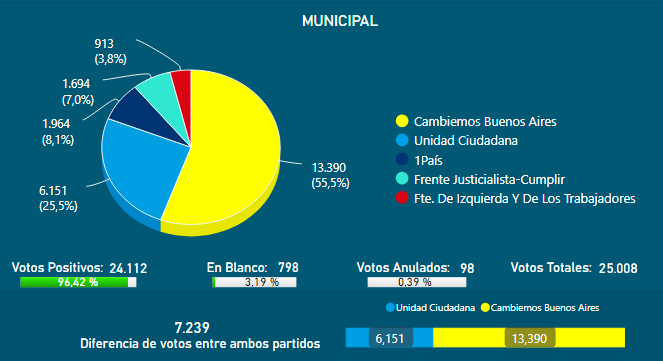 MUNICIPAL
913
(3,8%)
1.694
(7,0%)
1.964
(8,1%)
6.151
(25,5%)
13.390
(55,5%)
Cambiemos Buenos Aires
Unidad Ciudadana
1País
Frente Justicialista-Cumplir
Fte. De Izquierda Y De Los Trabajadores
Votos Positivos: 24.112
96,42 %
En Blanco: 798
3,19 %
Votos Anulados: 98
0,39 %
Votos Totales: 25.008
Unidad Ciudadana Cambiemos Buenos Aires
7.239
Diferencia de votos entre ambos partidos
6,151 13,390